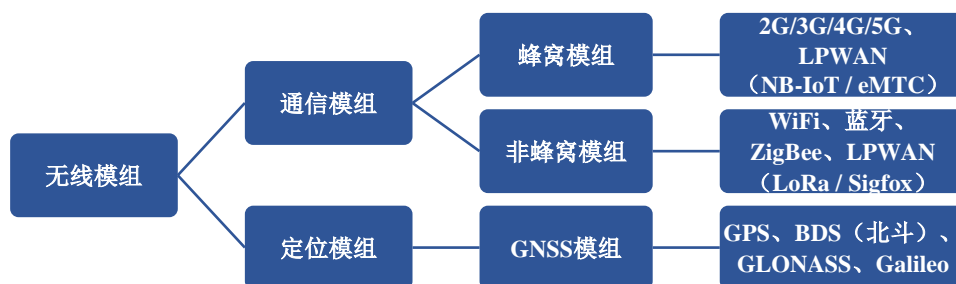 无线模组
通信模组
定位模组
蜂窝模组
非蜂窝模组
GNSS模组
2G/3G/4G/5G、
LPWAN
（NB-IoT / eMTC）
WiFi、蓝牙、
ZigBee、LPWAN
（LoRa / Sigfox）
GPS、BDS（北斗）、
GLONASS、Galileo